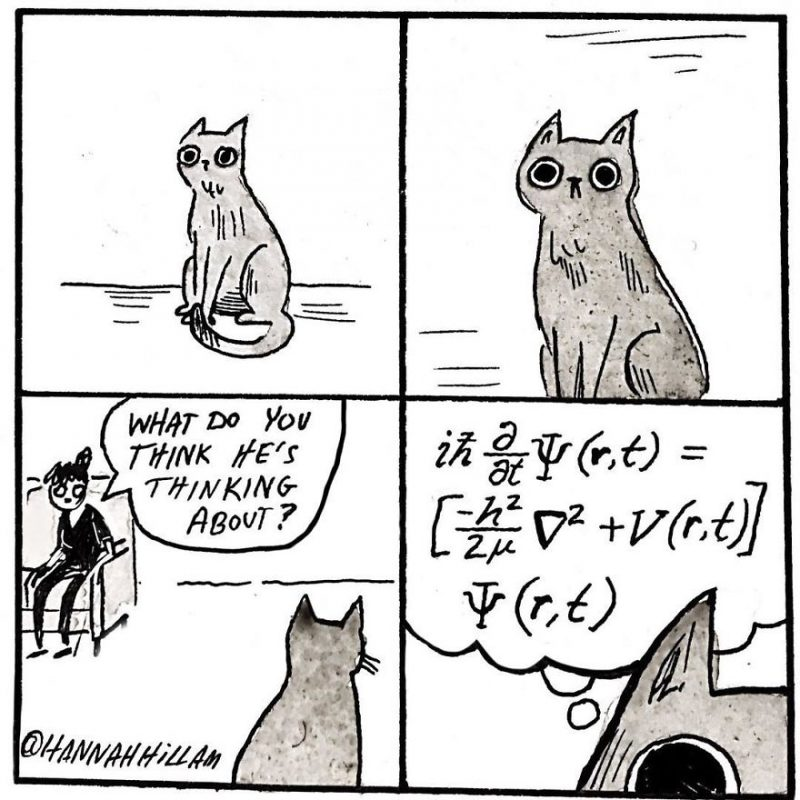 WHAT DO YOU
THINK HE'S
THINKING
ABOUT?
@HANNAHHILLAM
iℏ ∂/∂t Ψ(r,t) =
[-ℏ²/2μ ∇² + V(r,t)]
Ψ(r,t)